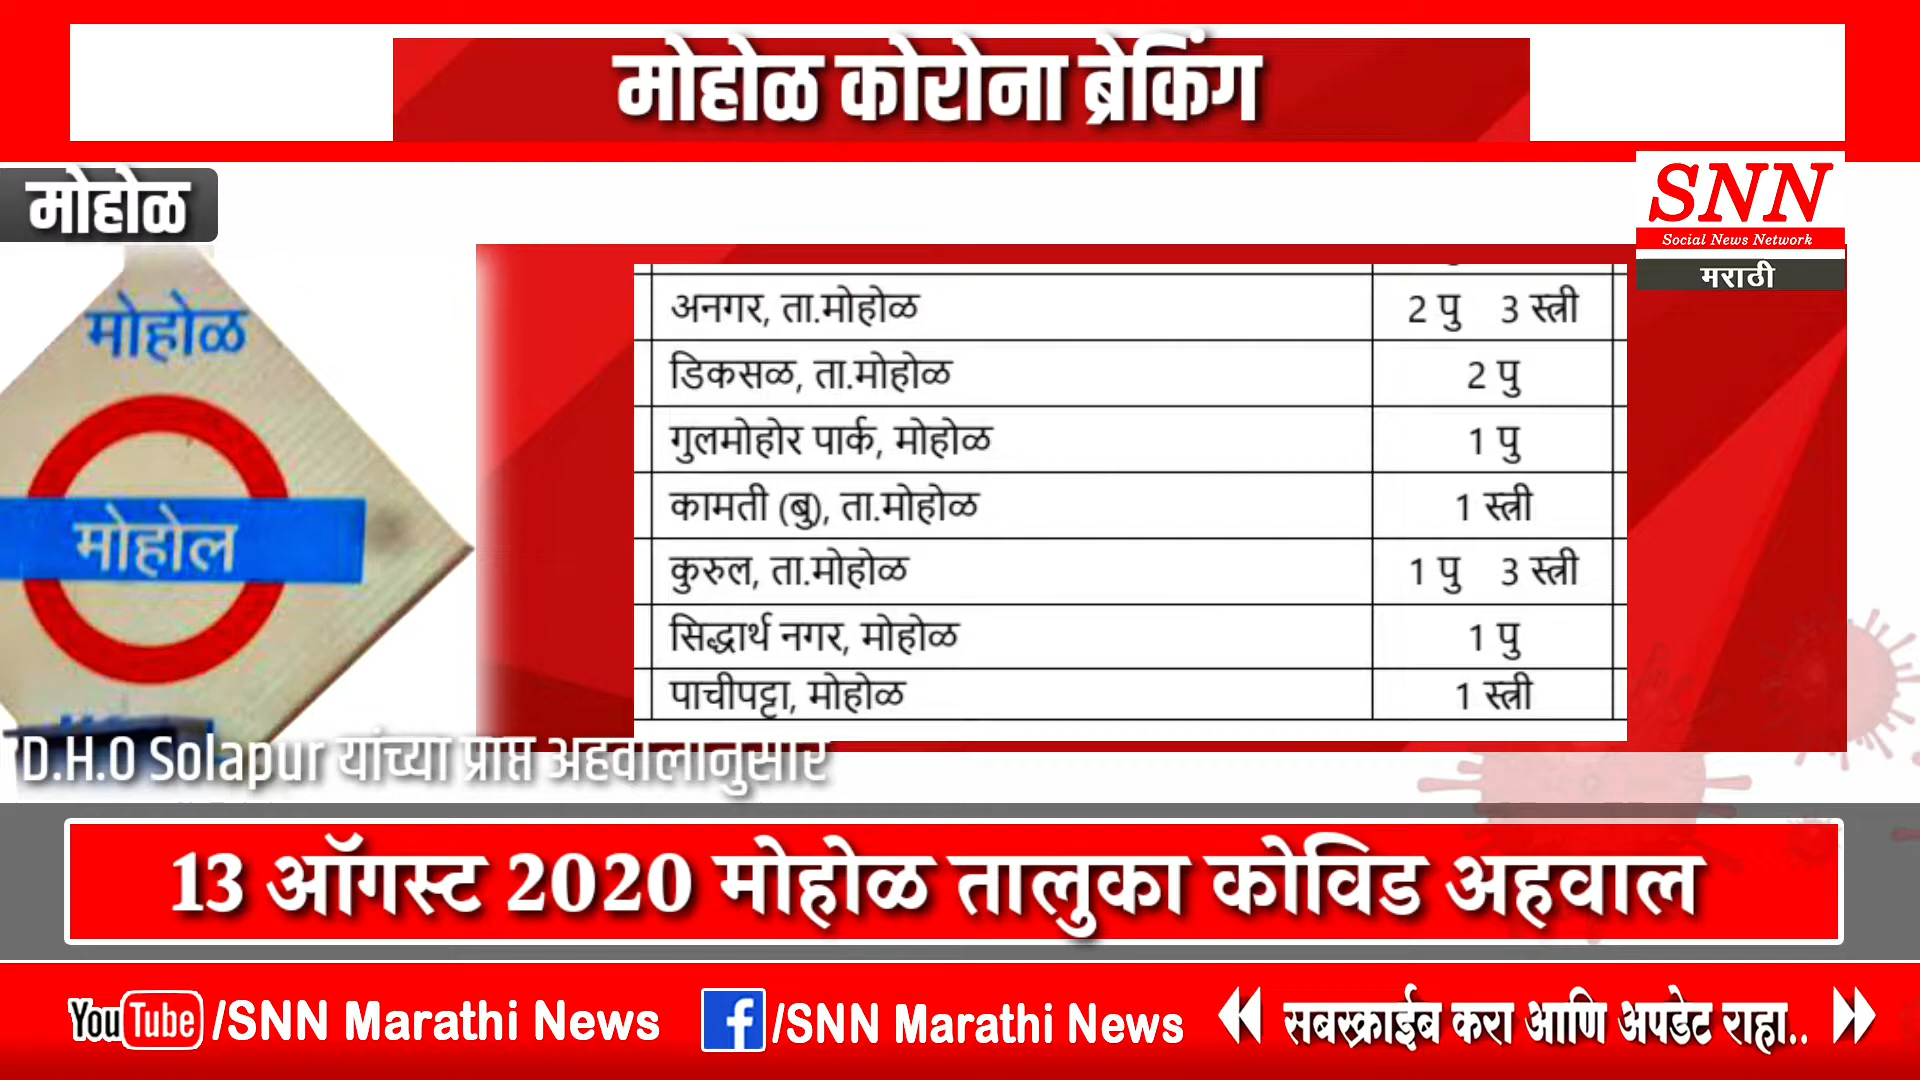 मोहोळ कोरोना ब्रेकिंग
मोहोळ
SNN
Social News Network
मराठी
मोहोळ
मोहोल
अनगर, ता.मोहोळ 2 पु 3 स्त्री
डिकसळ, ता.मोहोळ 2 पु
गुलमोहोर पार्क, मोहोळ 1 पु
कामती (बु), ता.मोहोळ 1 स्त्री
कुरुल, ता.मोहोळ 1 पु 3 स्त्री
सिद्धार्थ नगर, मोहोळ 1 पु
पाचीपट्टा, मोहोळ 1 स्त्री
D.H.O Solapur यांच्या प्राप्त अहवालानुसार
13 ऑगस्ट 2020 मोहोळ तालुका कोविड अहवाल
YouTube /SNN Marathi News
f /SNN Marathi News
सबस्क्राईब करा आणि अपडेट राहा..